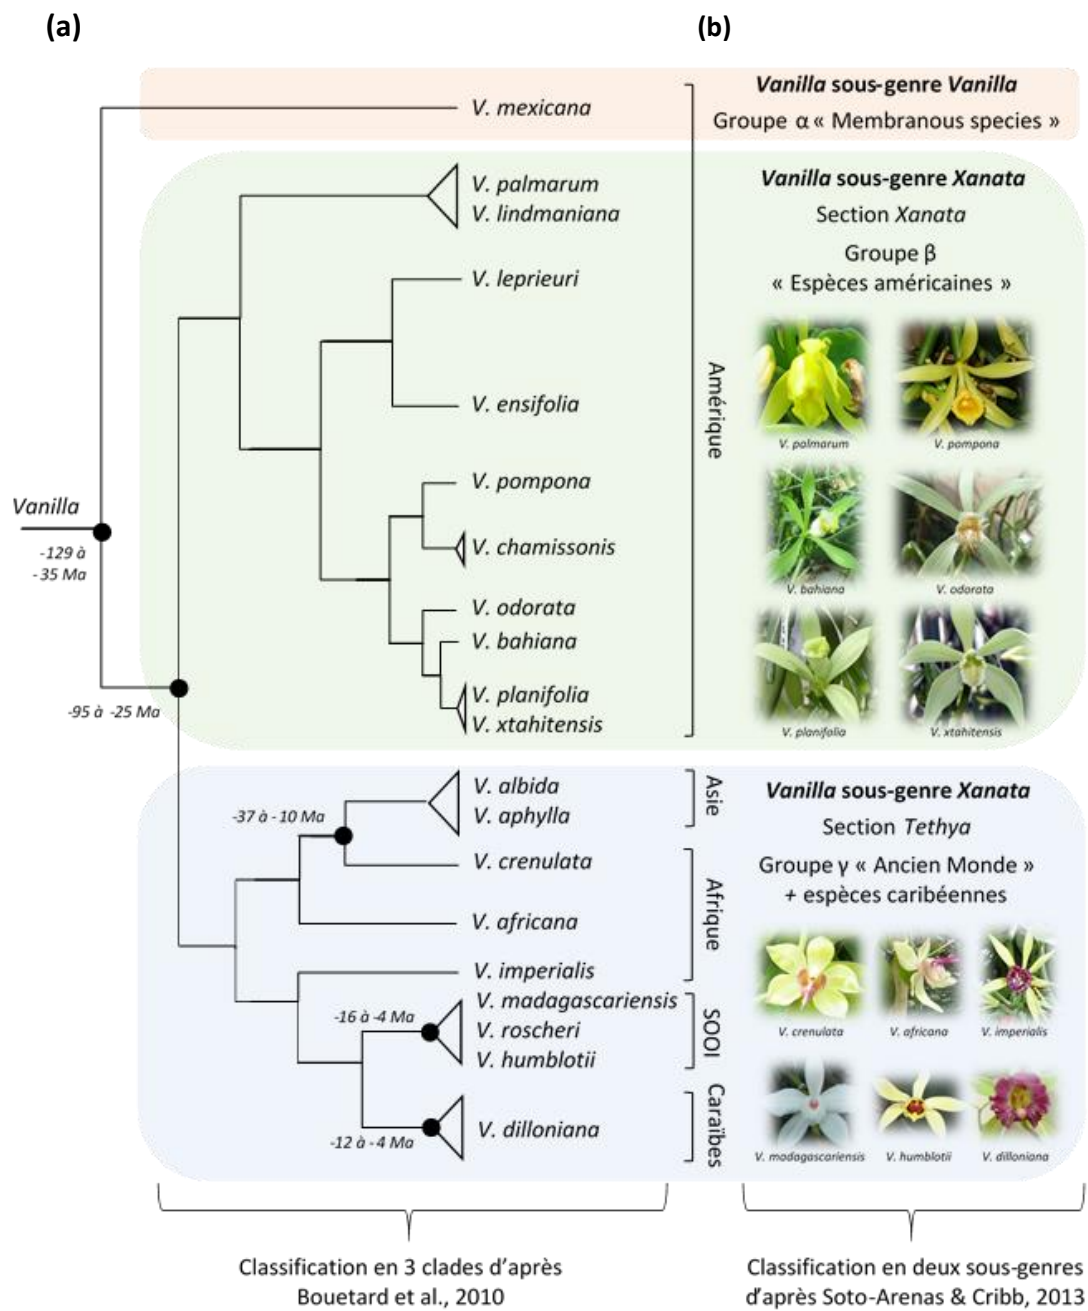 (a)
(b)
Vanilla sous-genre Vanilla
V. mexicana
Groupe α « Membranous species »
V. palmarum
V. lindmaniana
Vanilla sous-genre Xanata
Section Xanata
Groupe β
« Espèces américaines »
V. leprieuri
V. ensifolia
V. pompona
V. chamissonis
V. odorata
V. bahiana
V. planifolia
V. xtahitensis
Amérique
V. palmarum
V. pompona
V. bahiana
V. odorata
V. planifolia
V. xtahitensis
Vanilla
-129 à
- 35 Ma
-95 à -25 Ma
V. albida
V. aphylla
-37 à - 10 Ma
V. crenulata
V. africana
V. imperialis
V. madagascariensis
-16 à -4 Ma
V. roscheri
V. humblotii
V. dilloniana
-12 à - 4 Ma
Asie
Afrique
SOOI
Caraïbes
Vanilla sous-genre Xanata
Section Tethya
Groupe γ « Ancien Monde »
+ espèces caribéennes
V. crenulata
V. africana
V. imperialis
V. madagascariensis
V. humblotii
V. dilloniana
Classification en 3 clades d’après
Bouetard et al., 2010
Classification en deux sous-genres
d’après Soto-Arenas & Cribb, 2013